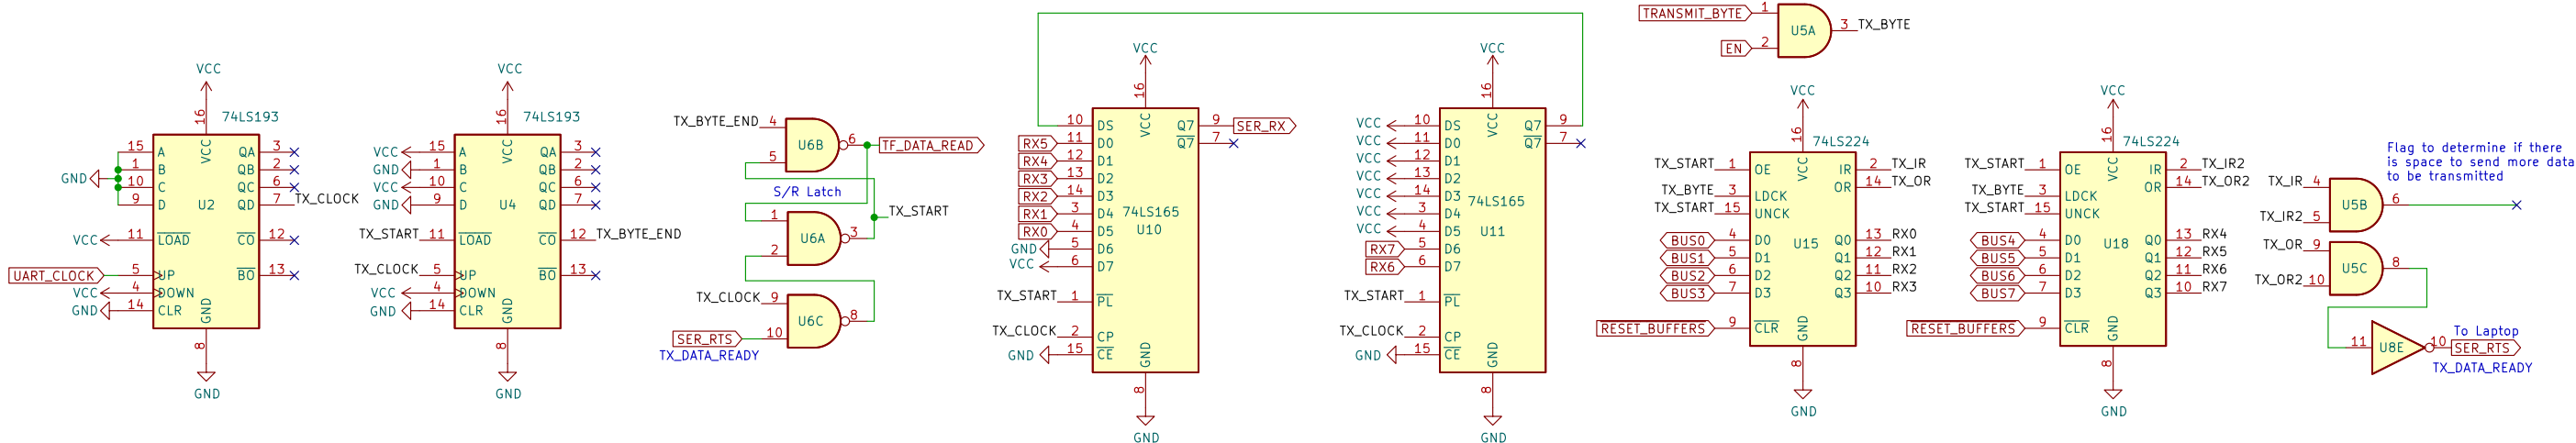 VCC
16
74LS193
15 A
1 B
10 C
9 D
GND
VCC
QA 3
QB 2
QC 6
QD 7
TX_CLOCK
U2
VCC
11 LOAD
CO 12
UART_CLOCK
5 UP
BO 13
VCC
4 DOWN
GND
14 CLR
GND
8
GND
VCC
16
74LS193
VCC 15 A
GND 1 B
VCC 10 C
GND 9 D
VCC
QA 3
QB 2
QC 6
QD 7
U4
TX_START 11 LOAD
CO 12 TX_BYTE_END
TX_CLOCK 5 UP
BO 13
VCC 4 DOWN
GND 14 CLR
GND
8
GND
TX_BYTE_END 4
5
U6B
6
TF_DATA_READ
S/R Latch
1
2
U6A
3
TX_START
TX_CLOCK 9
SER_RTS 10
TX_DATA_READY
U6C
8
VCC
16
VCC
10 DS
RX5 11 D0
RX4 12 D1
RX3 13 D2
RX2 14 D3
RX1 3 D4
RX0 4 D5
GND 5 D6
VCC 6 D7
Q7 9 SER_RX
Q7 7
74LS165
U10
TX_START 1 PL
TX_CLOCK 2 CP
GND 15 CE
GND
8
GND
VCC
16
VCC
VCC 10 DS
VCC 11 D0
VCC 12 D1
VCC 13 D2
VCC 14 D3
VCC 3 D4
VCC 4 D5
RX7 5 D6
RX6 6 D7
Q7 9
Q7 7
74LS165
U11
TX_START 1 PL
TX_CLOCK 2 CP
GND 15 CE
GND
8
GND
TRANSMIT_BYTE 1
EN 2
U5A
3 TX_BYTE
VCC
16
74LS224
VCC
TX_START 1 OE
TX_BYTE 3 LDCK
TX_START 15 UNCK
IR 2 TX_IR
OR 14 TX_OR
BUS0 4 D0
BUS1 5 D1
BUS2 6 D2
BUS3 7 D3
U15
Q0 13 RX0
Q1 12 RX1
Q2 11 RX2
Q3 10 RX3
RESET_BUFFERS 9 CLR
GND
8
GND
VCC
16
74LS224
VCC
TX_START 1 OE
TX_BYTE 3 LDCK
TX_START 15 UNCK
IR 2 TX_IR2
OR 14 TX_OR2
BUS4 4 D0
BUS5 5 D1
BUS6 6 D2
BUS7 7 D3
U18
Q0 13 RX4
Q1 12 RX5
Q2 11 RX6
Q3 10 RX7
RESET_BUFFERS 9 CLR
GND
8
GND
Flag to determine if there
is space to send more data
to be transmitted
TX_IR 4
TX_IR2 5
U5B
6
TX_OR 9
TX_OR2 10
U5C
8
11
U8E
10
To Laptop
SER_RTS
TX_DATA_READY